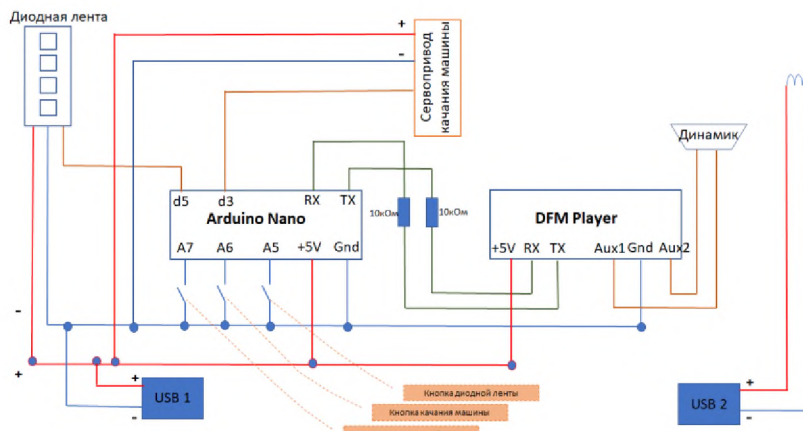 Диодная лента
+
-
Сервопривод
качания машины
Динамик
d5 d3 RX TX
Arduino Nano
A7 A6 A5 +5V Gnd
10кОм
10кОм
DFM Player
+5V RX TX Aux1 Gnd Aux2
-
+
+
USB 1
-
Кнопка диодной ленты
Кнопка качания машины
+
USB 2
-